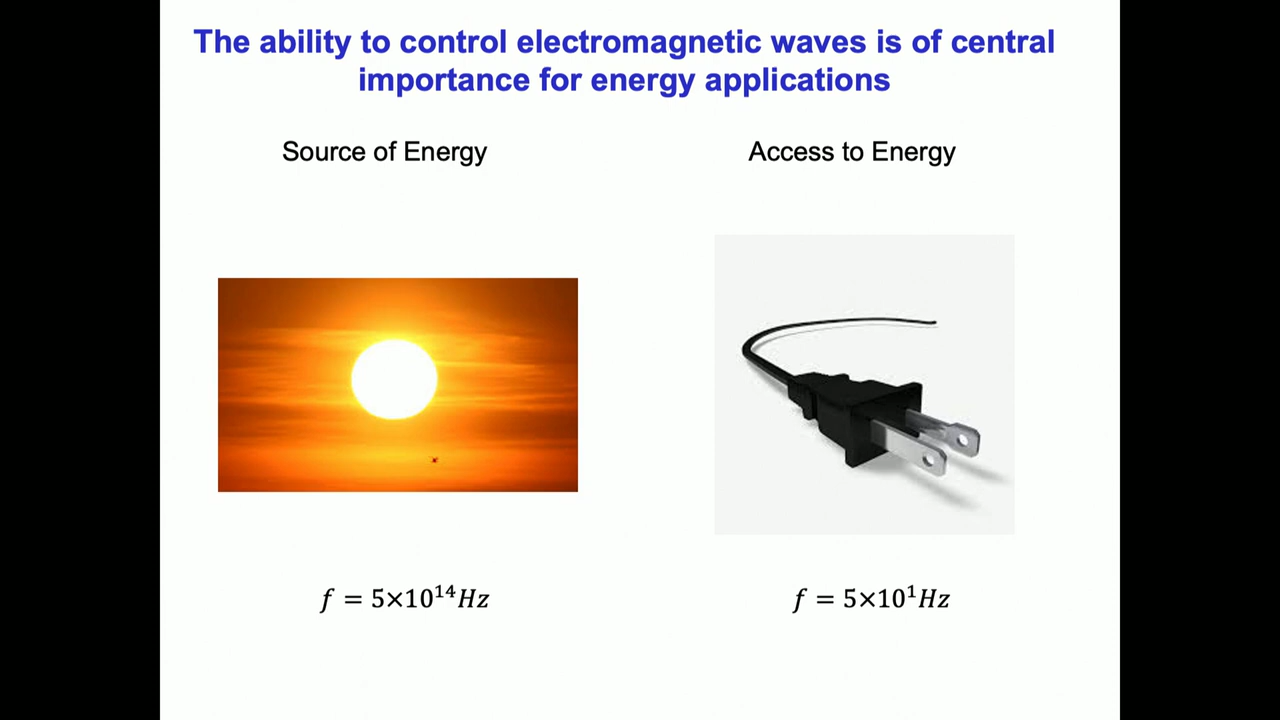 The ability to control electromagnetic waves is of central
importance for energy applications
Source of Energy
Access to Energy
𝑓 = 5×10¹⁴𝐻𝑧
𝑓 = 5×10¹𝐻𝑧